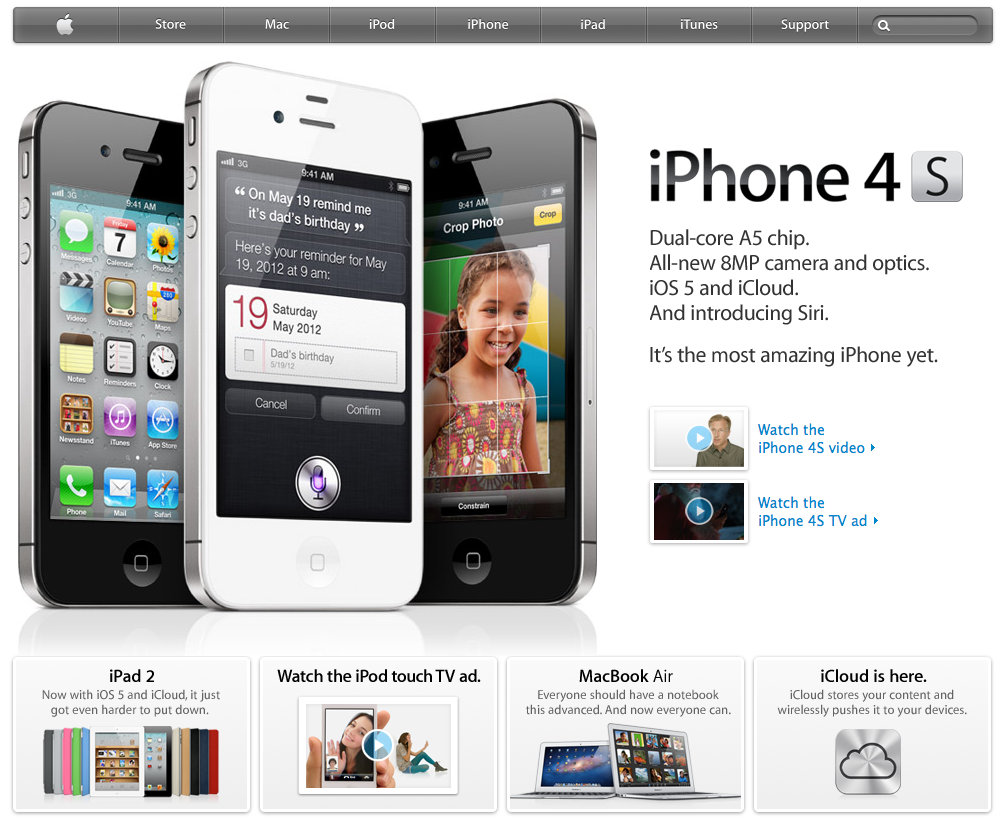 Store
Mac
iPod
iPhone
iPad
iTunes
Support
iPhone 4 S
Dual-core A5 chip.
All-new 8MP camera and optics.
iOS 5 and iCloud.
And introducing Siri.
It's the most amazing iPhone yet.
Watch the
iPhone 4S video
Watch the
iPhone 4S TV ad
3G
9:41 AM
Friday
7
280
Messages
Calendar
Photos
Videos
YouTube
Maps
Notes
Reminders
Clock
Newsstand
iTunes
App Store
Phone
Mail
Safari
3G
9:41 AM
“ On May 19 remind me
it's dad's birthday ”
Here's your reminder for May
19, 2012 at 9 am:
19
Saturday
May 2012
Dad's birthday
5/19/12
Cancel
Confirm
9:41 AM
Crop Photo
Crop
Constrain
iPad 2
Now with iOS 5 and iCloud, it just
got even harder to put down.
Watch the iPod touch TV ad.
MacBook Air
Everyone should have a notebook
this advanced. And now everyone can.
iCloud is here.
iCloud stores your content and
wirelessly pushes it to your devices.